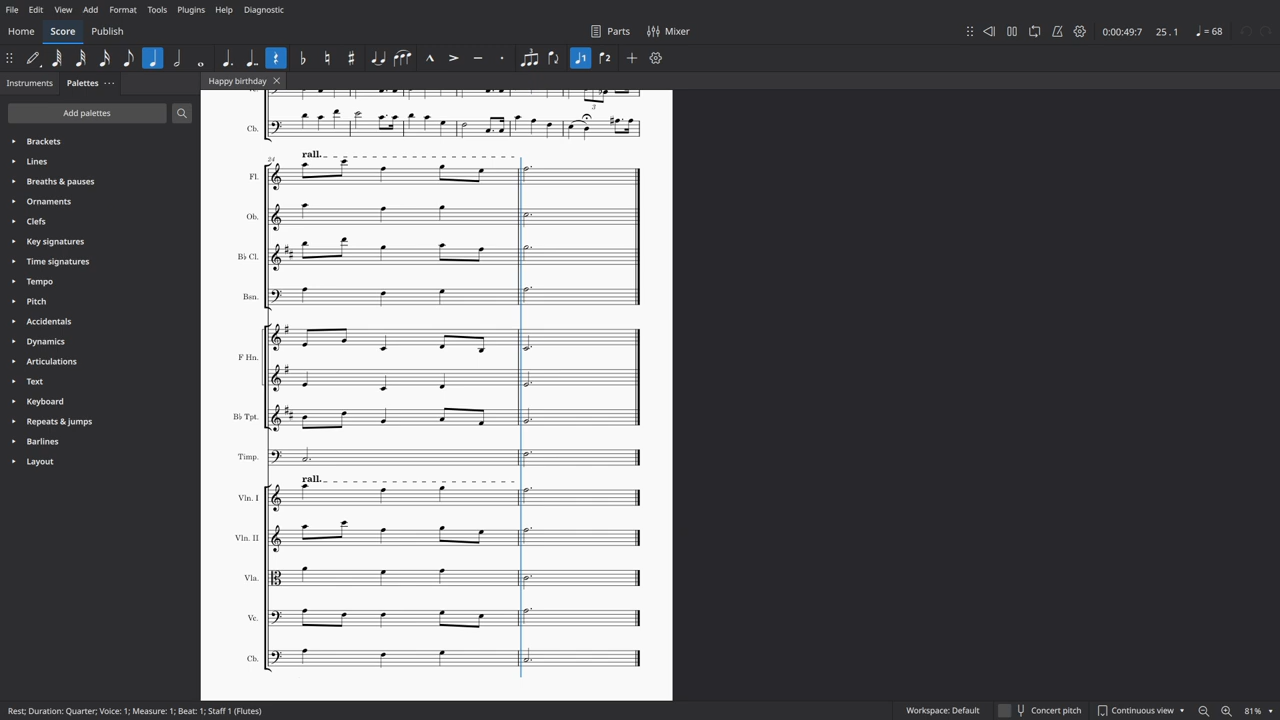 File Edit View Add Format Tools Plugins Help Diagnostic
Home Score Publish Parts Mixer 0:00:49:7 25 . 1 = 68
Instruments Palettes ··· Happy birthday
Add palettes
Brackets
Lines
Breaths & pauses
Ornaments
Clefs
Key signatures
Time signatures
Tempo
Pitch
Accidentals
Dynamics
Articulations
Text
Keyboard
Repeats & jumps
Barlines
Layout
3
Cb.
24 rall.
Fl.
Ob.
B♭ Cl.
Bsn.
F Hn.
B♭ Tpt.
Timp.
rall.
Vln. I
Vln. II
Vla.
Vc.
Cb.
Rest; Duration: Quarter; Voice: 1; Measure: 1; Beat: 1; Staff 1 (Flutes) Workspace: Default Concert pitch Continuous view 81%